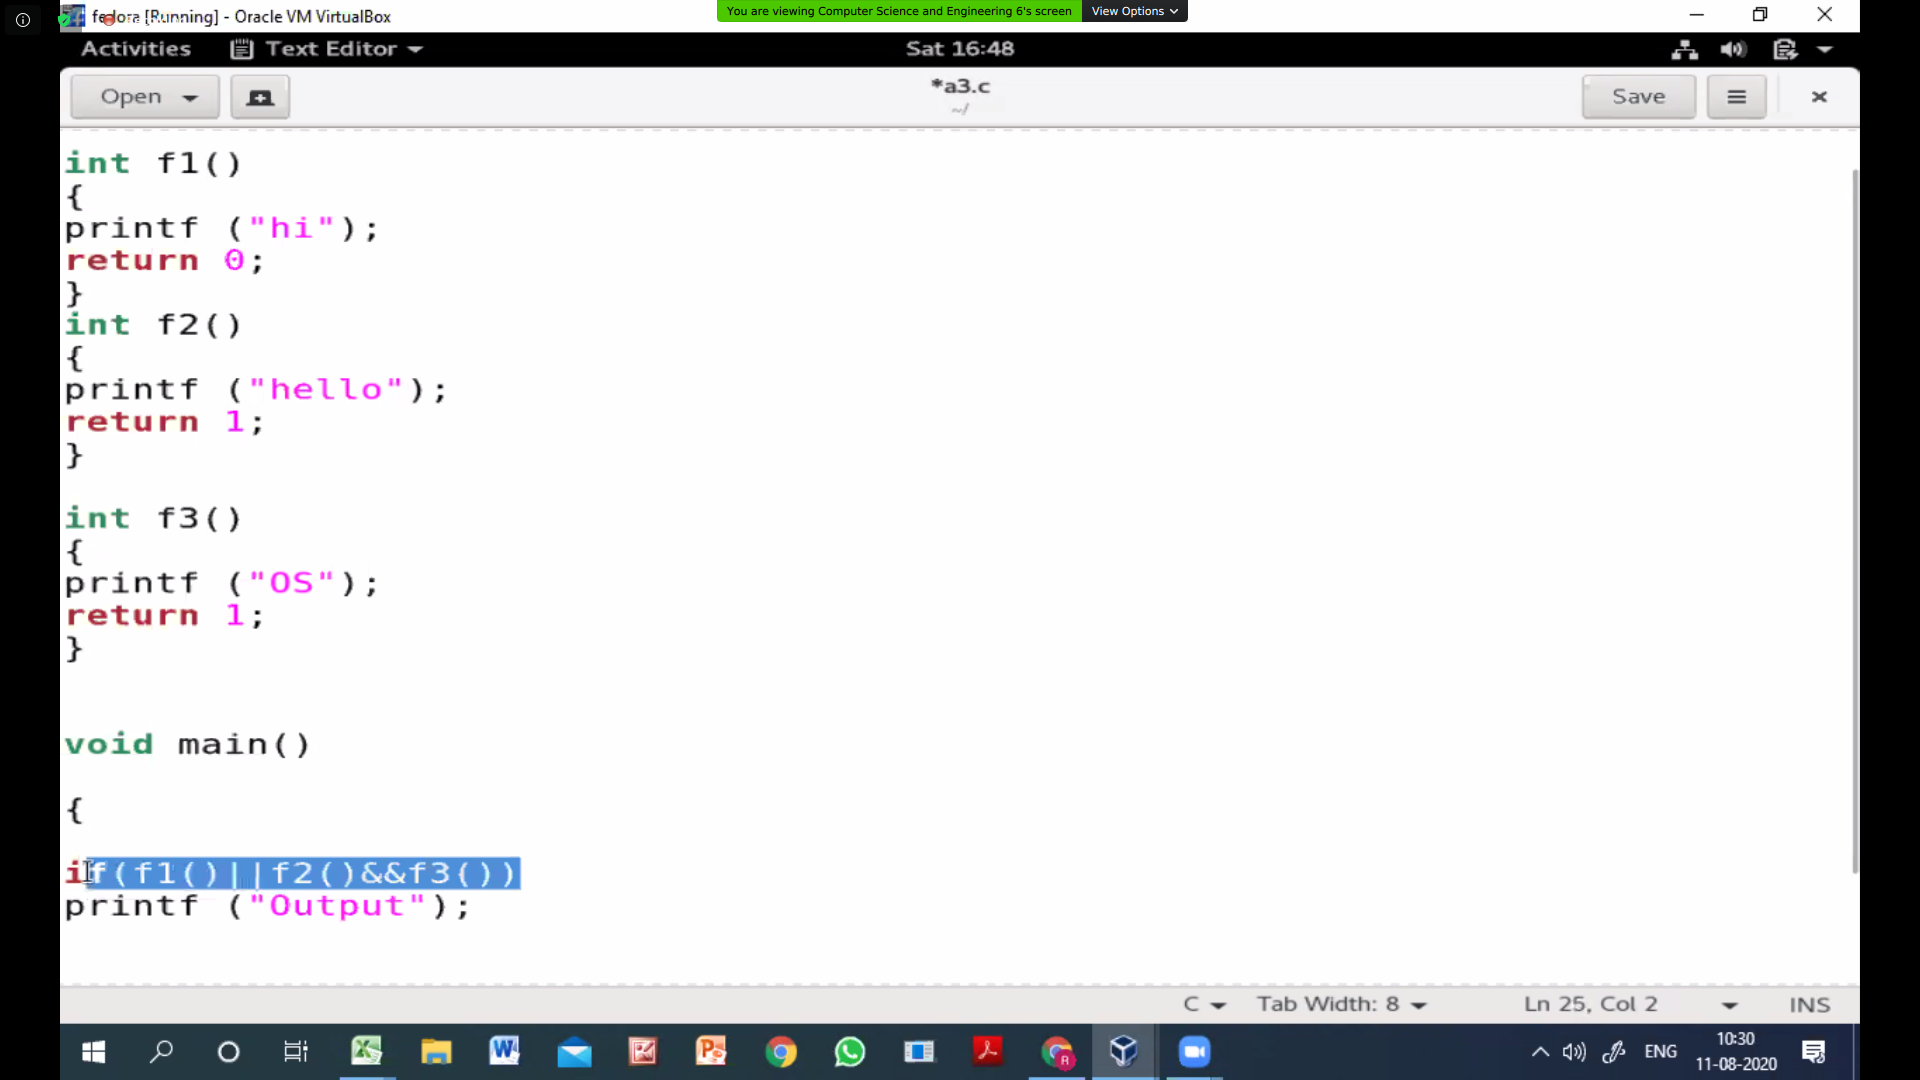 fedora [Running] - Oracle VM VirtualBox
You are viewing Computer Science and Engineering 6's screen
View Options
Activities
Text Editor
Sat 16:48
Open
*a3.c
~/
Save
int f1()
{
printf ("hi");
return 0;
}
int f2()
{
printf ("hello");
return 1;
}
int f3()
{
printf ("OS");
return 1;
}
void main()
{
if(f1()||f2()&&f3())
printf ("Output");
C
Tab Width: 8
Ln 25, Col 2
INS
ENG
10:30
11-08-2020